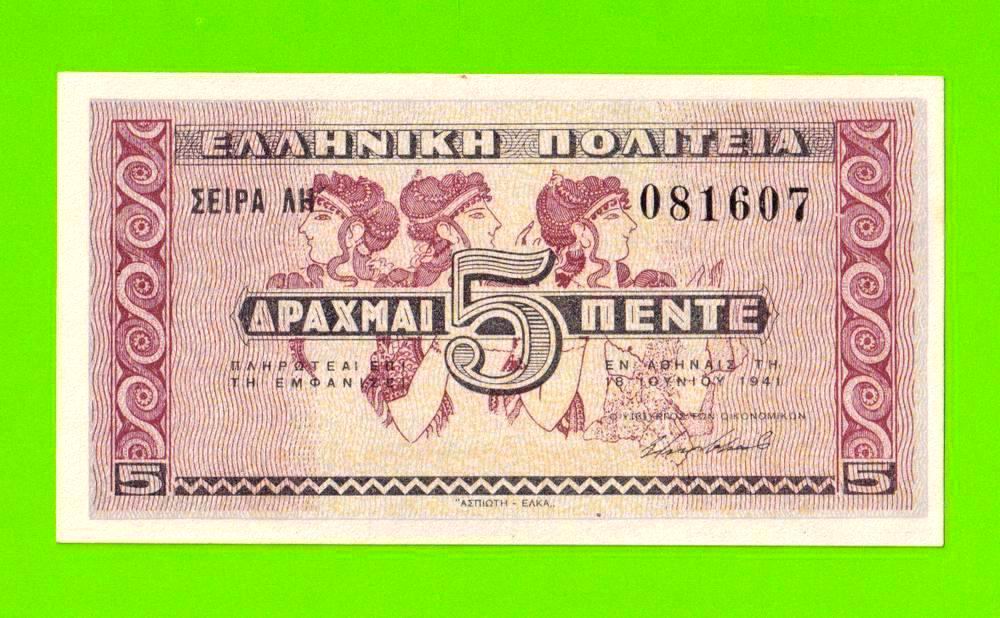 ΕΛΛΗΝΙΚΗ ΠΟΛΙΤΕΙΑ
ΣΕΙΡΑ ΛΗ 081607
ΔΡΑΧΜΑΙ 5 ΠΕΝΤΕ
ΠΛΗΡΩΤΕΑΙ ΕΠΙ
ΤΗ ΕΜΦΑΝΙΣΕΙ
ΕΝ ΑΘΗΝΑΙΣ ΤΗ
18 ΙΟΥΝΙΟΥ 1941
Ο ΥΠΟΥΡΓΟΣ ΤΩΝ ΟΙΚΟΝΟΜΙΚΩΝ
5 5
"ΑΣΠΙΩΤΗ - ΕΛΚΑ„